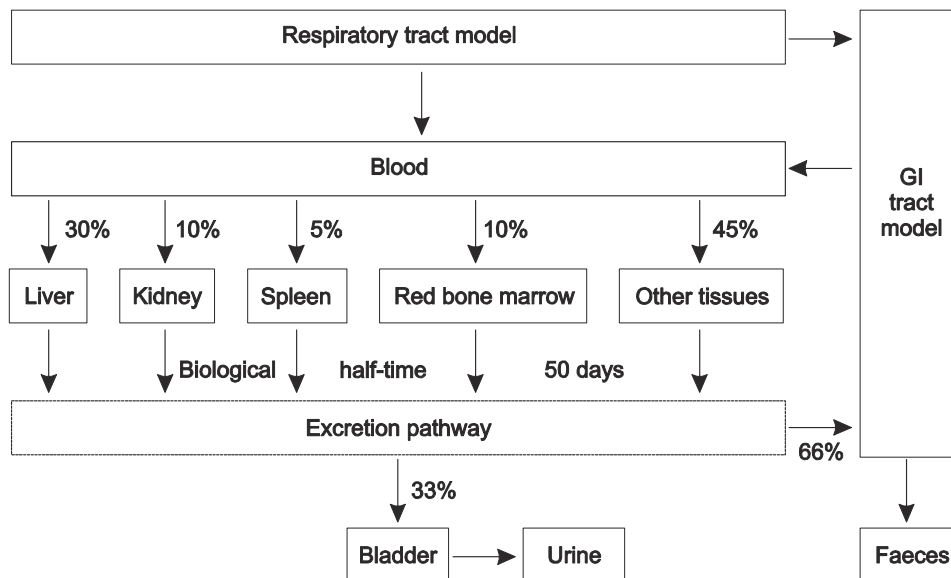 Respiratory tract model
Blood
GI
tract
model
30%
10%
5%
10%
45%
Liver
Kidney
Spleen
Red bone marrow
Other tissues
Biological half-time 50 days
Excretion pathway
66%
33%
Bladder
Urine
Faeces